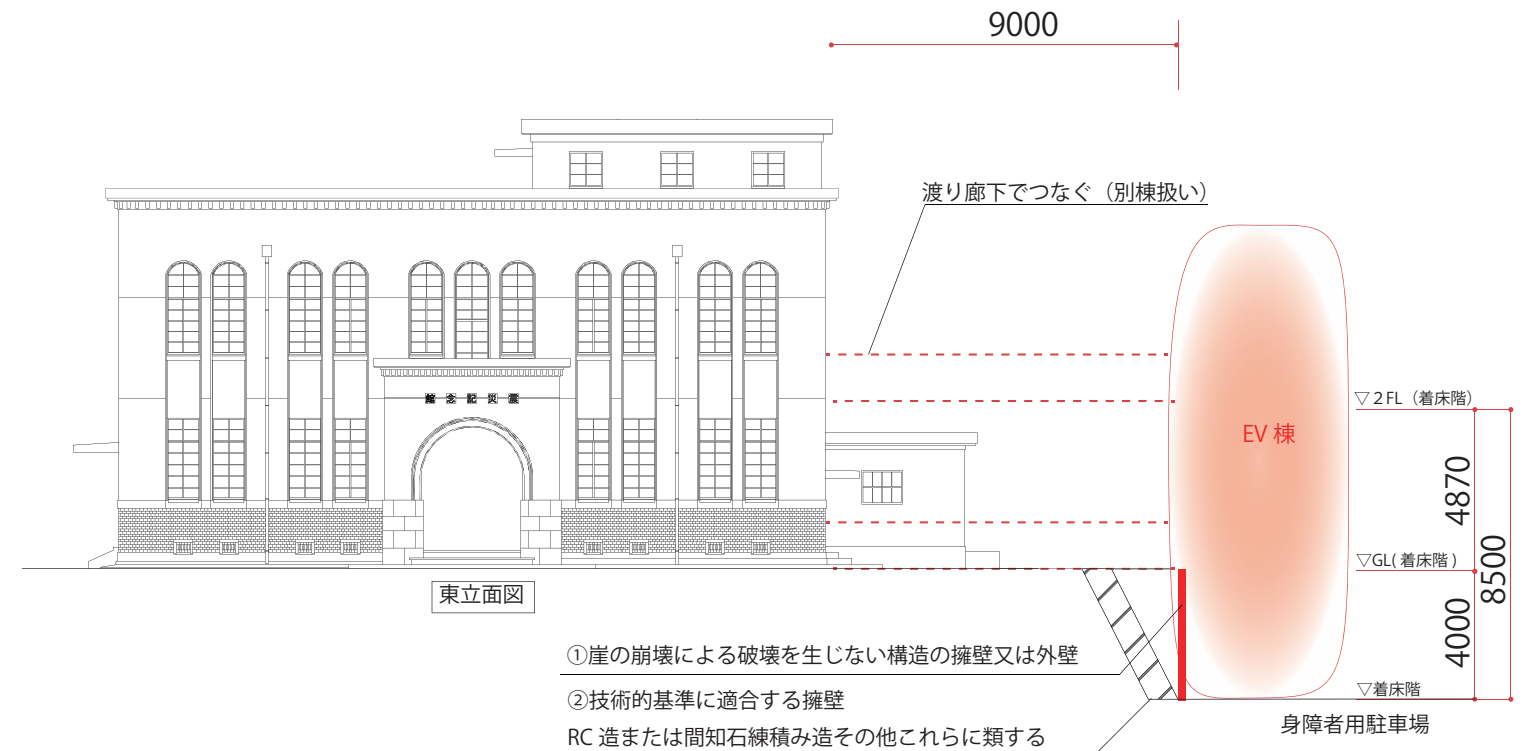 9000
渡り廊下でつなぐ（別棟扱い）
館念記災震
▽２FL（着床階）
EV 棟
4870
8500
▽GL( 着床階 )
東立面図
4000
①崖の崩壊による破壊を生じない構造の擁壁又は外壁
②技術的基準に適合する擁壁
▽着床階
RC 造または間知石練積み造その他これらに類する
身障者用駐車場